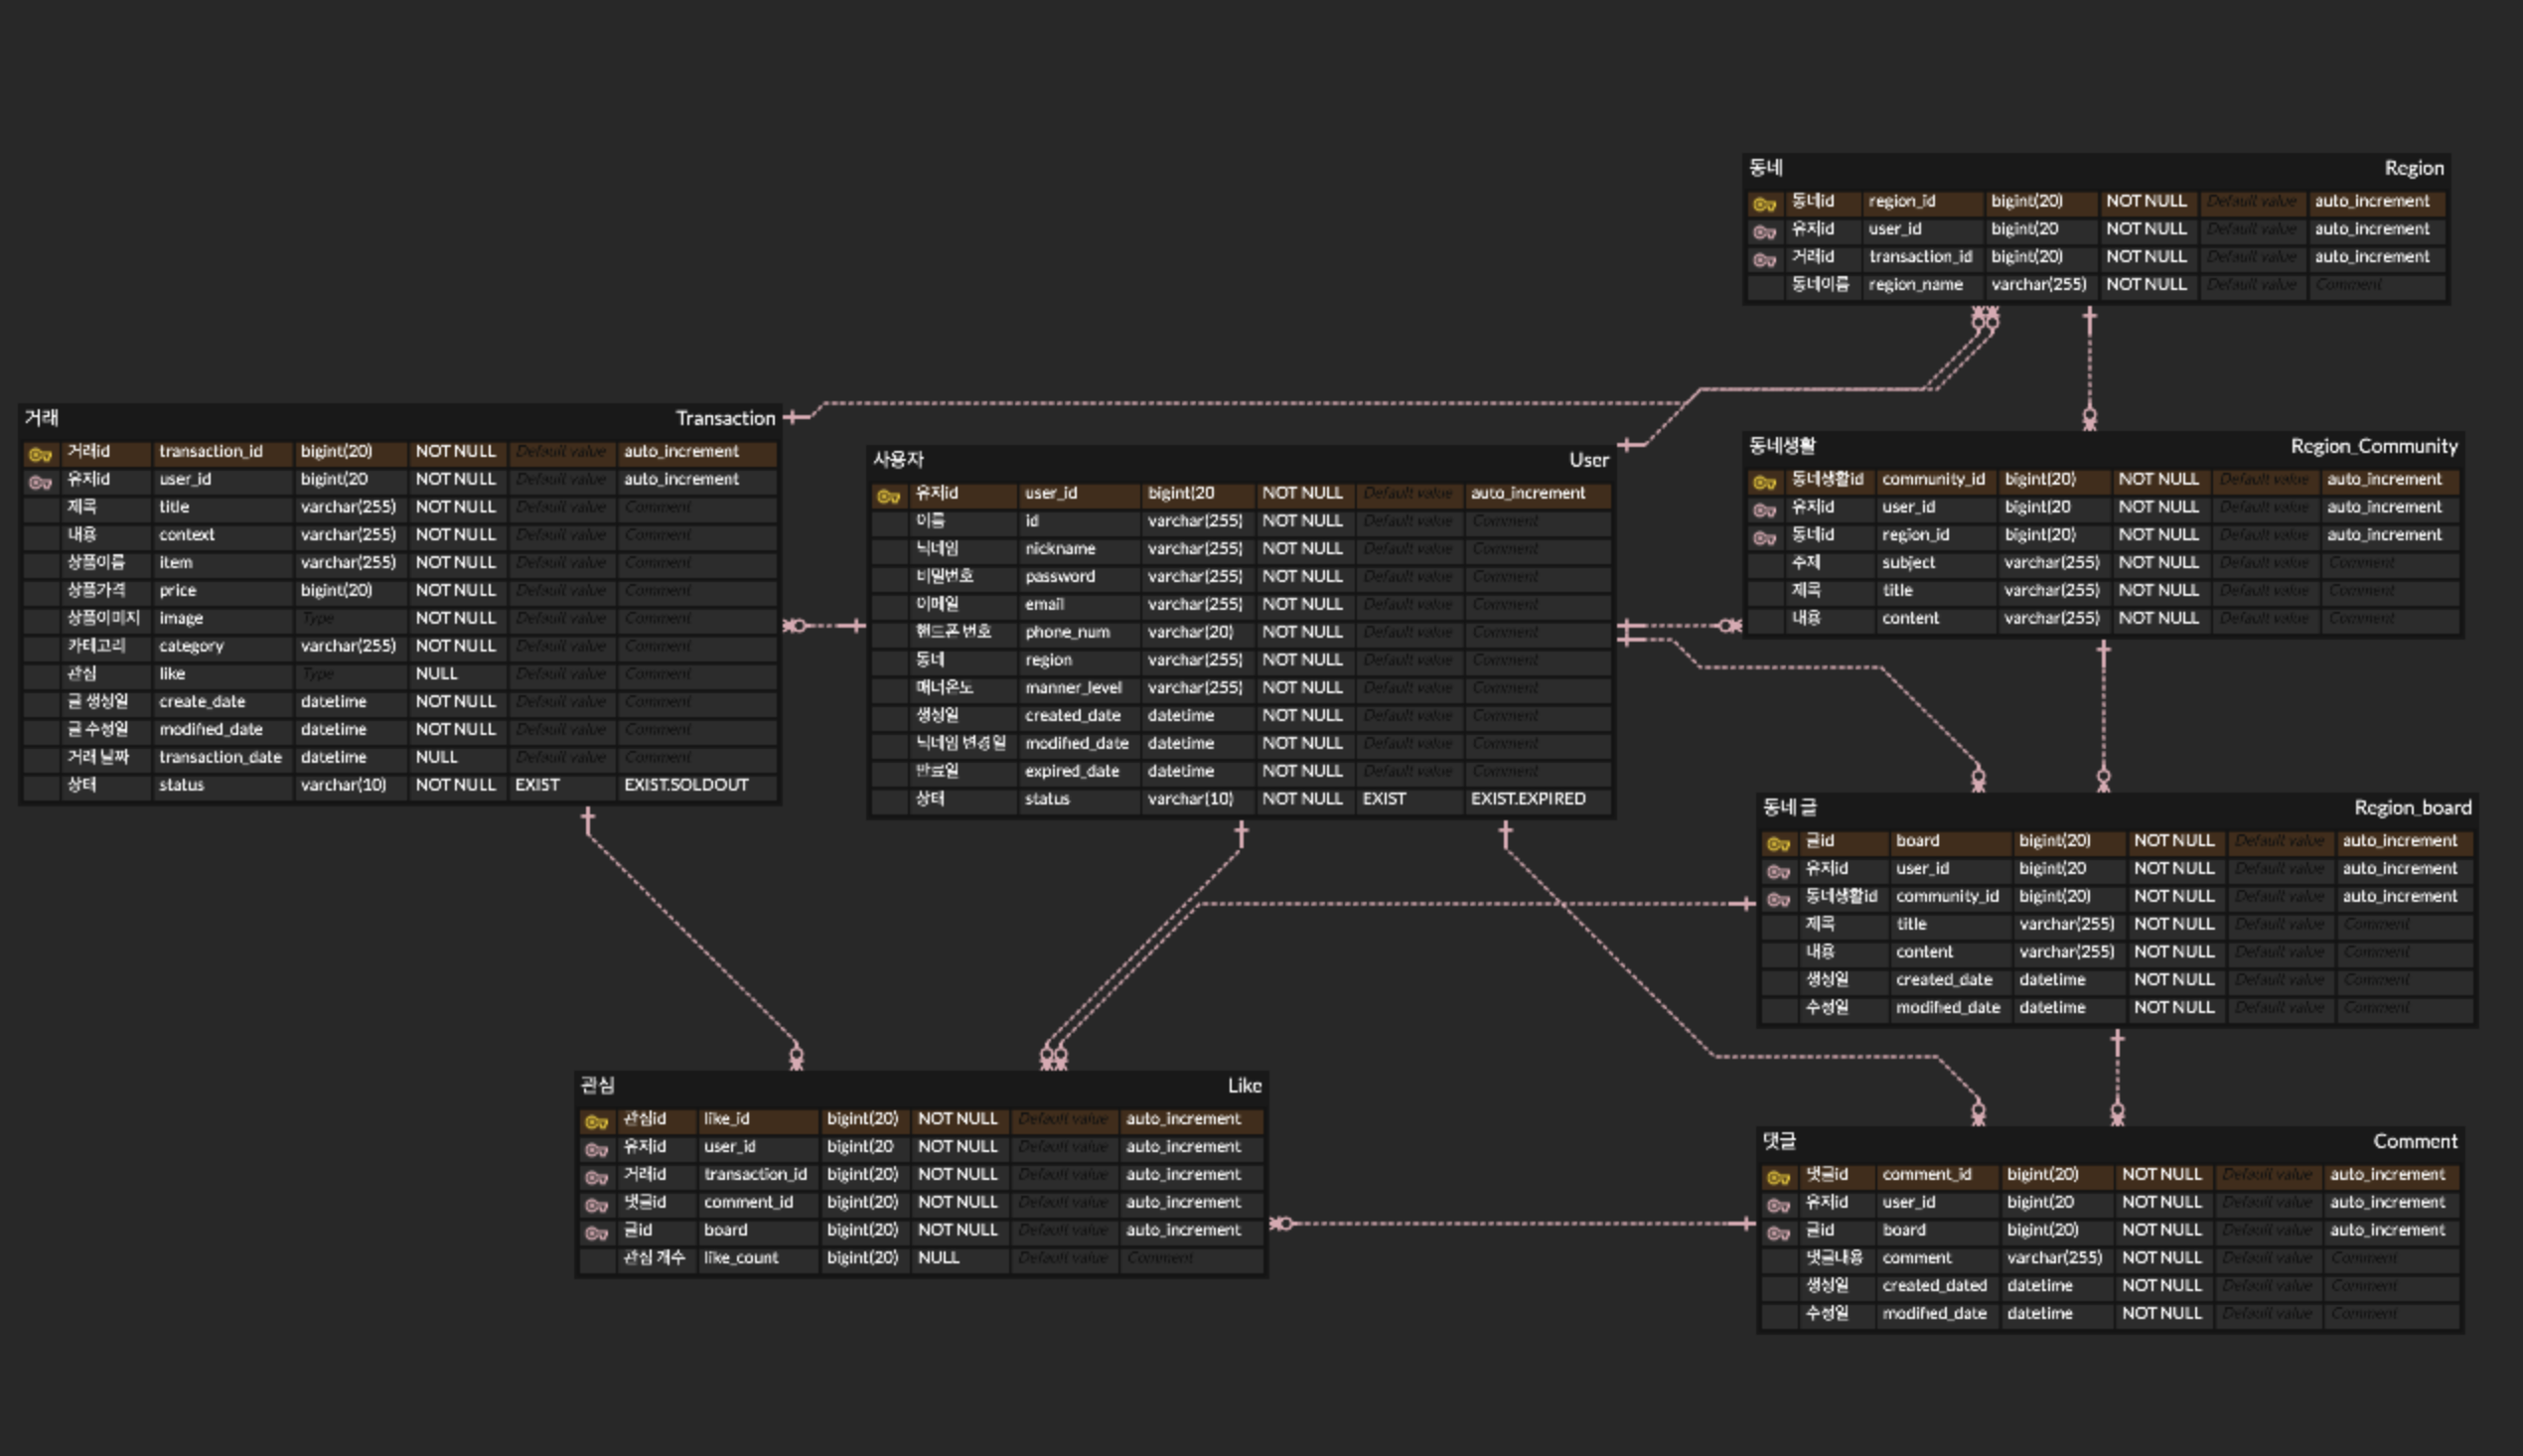 동네 Region
동네id region_id bigint(20) NOT NULL Default value auto_increment
유저id user_id bigint(20 NOT NULL Default value auto_increment
거래id transaction_id bigint(20) NOT NULL Default value auto_increment
동네이름 region_name varchar(255) NOT NULL Default value Comment
거래 Transaction
거래id transaction_id bigint(20) NOT NULL Default value auto_increment
유저id user_id bigint(20 NOT NULL Default value auto_increment
제목 title varchar(255) NOT NULL Default value Comment
내용 context varchar(255) NOT NULL Default value Comment
상품이름 item varchar(255) NOT NULL Default value Comment
상품가격 price bigint(20) NOT NULL Default value Comment
상품이미지 image Type NOT NULL Default value Comment
카테고리 category varchar(255) NOT NULL Default value Comment
관심 like Type NULL Default value Comment
글 생성일 create_date datetime NOT NULL Default value Comment
글 수성일 modified_date datetime NOT NULL Default value Comment
거래 날짜 transaction_date datetime NULL Default value Comment
상태 status varchar(10) NOT NULL EXIST EXIST.SOLDOUT
사용자 User
유저id user_id bigint(20 NOT NULL Default value auto_increment
이름 id varchar(255) NOT NULL Default value Comment
닉네임 nickname varchar(255) NOT NULL Default value Comment
비밀번호 password varchar(255) NOT NULL Default value Comment
이메일 email varchar(255) NOT NULL Default value Comment
핸드폰 번호 phone_num varchar(20) NOT NULL Default value Comment
동네 region varchar(255) NOT NULL Default value Comment
매너온도 manner_level varchar(255) NOT NULL Default value Comment
생성일 created_date datetime NOT NULL Default value Comment
닉네임 변경일 modified_date datetime NOT NULL Default value Comment
만료일 expired_date datetime NOT NULL Default value Comment
상태 status varchar(10) NOT NULL EXIST EXIST.EXPIRED
동네생활 Region_Community
동네생활id community_id bigint(20) NOT NULL Default value auto_increment
유저id user_id bigint(20 NOT NULL Default value auto_increment
동네id region_id bigint(20) NOT NULL Default value auto_increment
주제 subject varchar(255) NOT NULL Default value Comment
제목 title varchar(255) NOT NULL Default value Comment
내용 content varchar(255) NOT NULL Default value Comment
동네 글 Region_board
글id board bigint(20) NOT NULL Default value auto_increment
유저id user_id bigint(20 NOT NULL Default value auto_increment
동네생활id community_id bigint(20) NOT NULL Default value auto_increment
제목 title varchar(255) NOT NULL Default value Comment
내용 content varchar(255) NOT NULL Default value Comment
생성일 created_date datetime NOT NULL Default value Comment
수성일 modified_date datetime NOT NULL Default value Comment
관심 Like
관심id like_id bigint(20) NOT NULL Default value auto_increment
유저id user_id bigint(20 NOT NULL Default value auto_increment
거래id transaction_id bigint(20) NOT NULL Default value auto_increment
댓글id comment_id bigint(20) NOT NULL Default value auto_increment
글id board bigint(20) NOT NULL Default value auto_increment
관심 개수 like_count bigint(20) NULL Default value Comment
댓글 Comment
댓글id comment_id bigint(20) NOT NULL Default value auto_increment
유저id user_id bigint(20 NOT NULL Default value auto_increment
글id board bigint(20) NOT NULL Default value auto_increment
댓글내용 comment varchar(255) NOT NULL Default value Comment
생성일 created_dated datetime NOT NULL Default value Comment
수성일 modified_date datetime NOT NULL Default value Comment